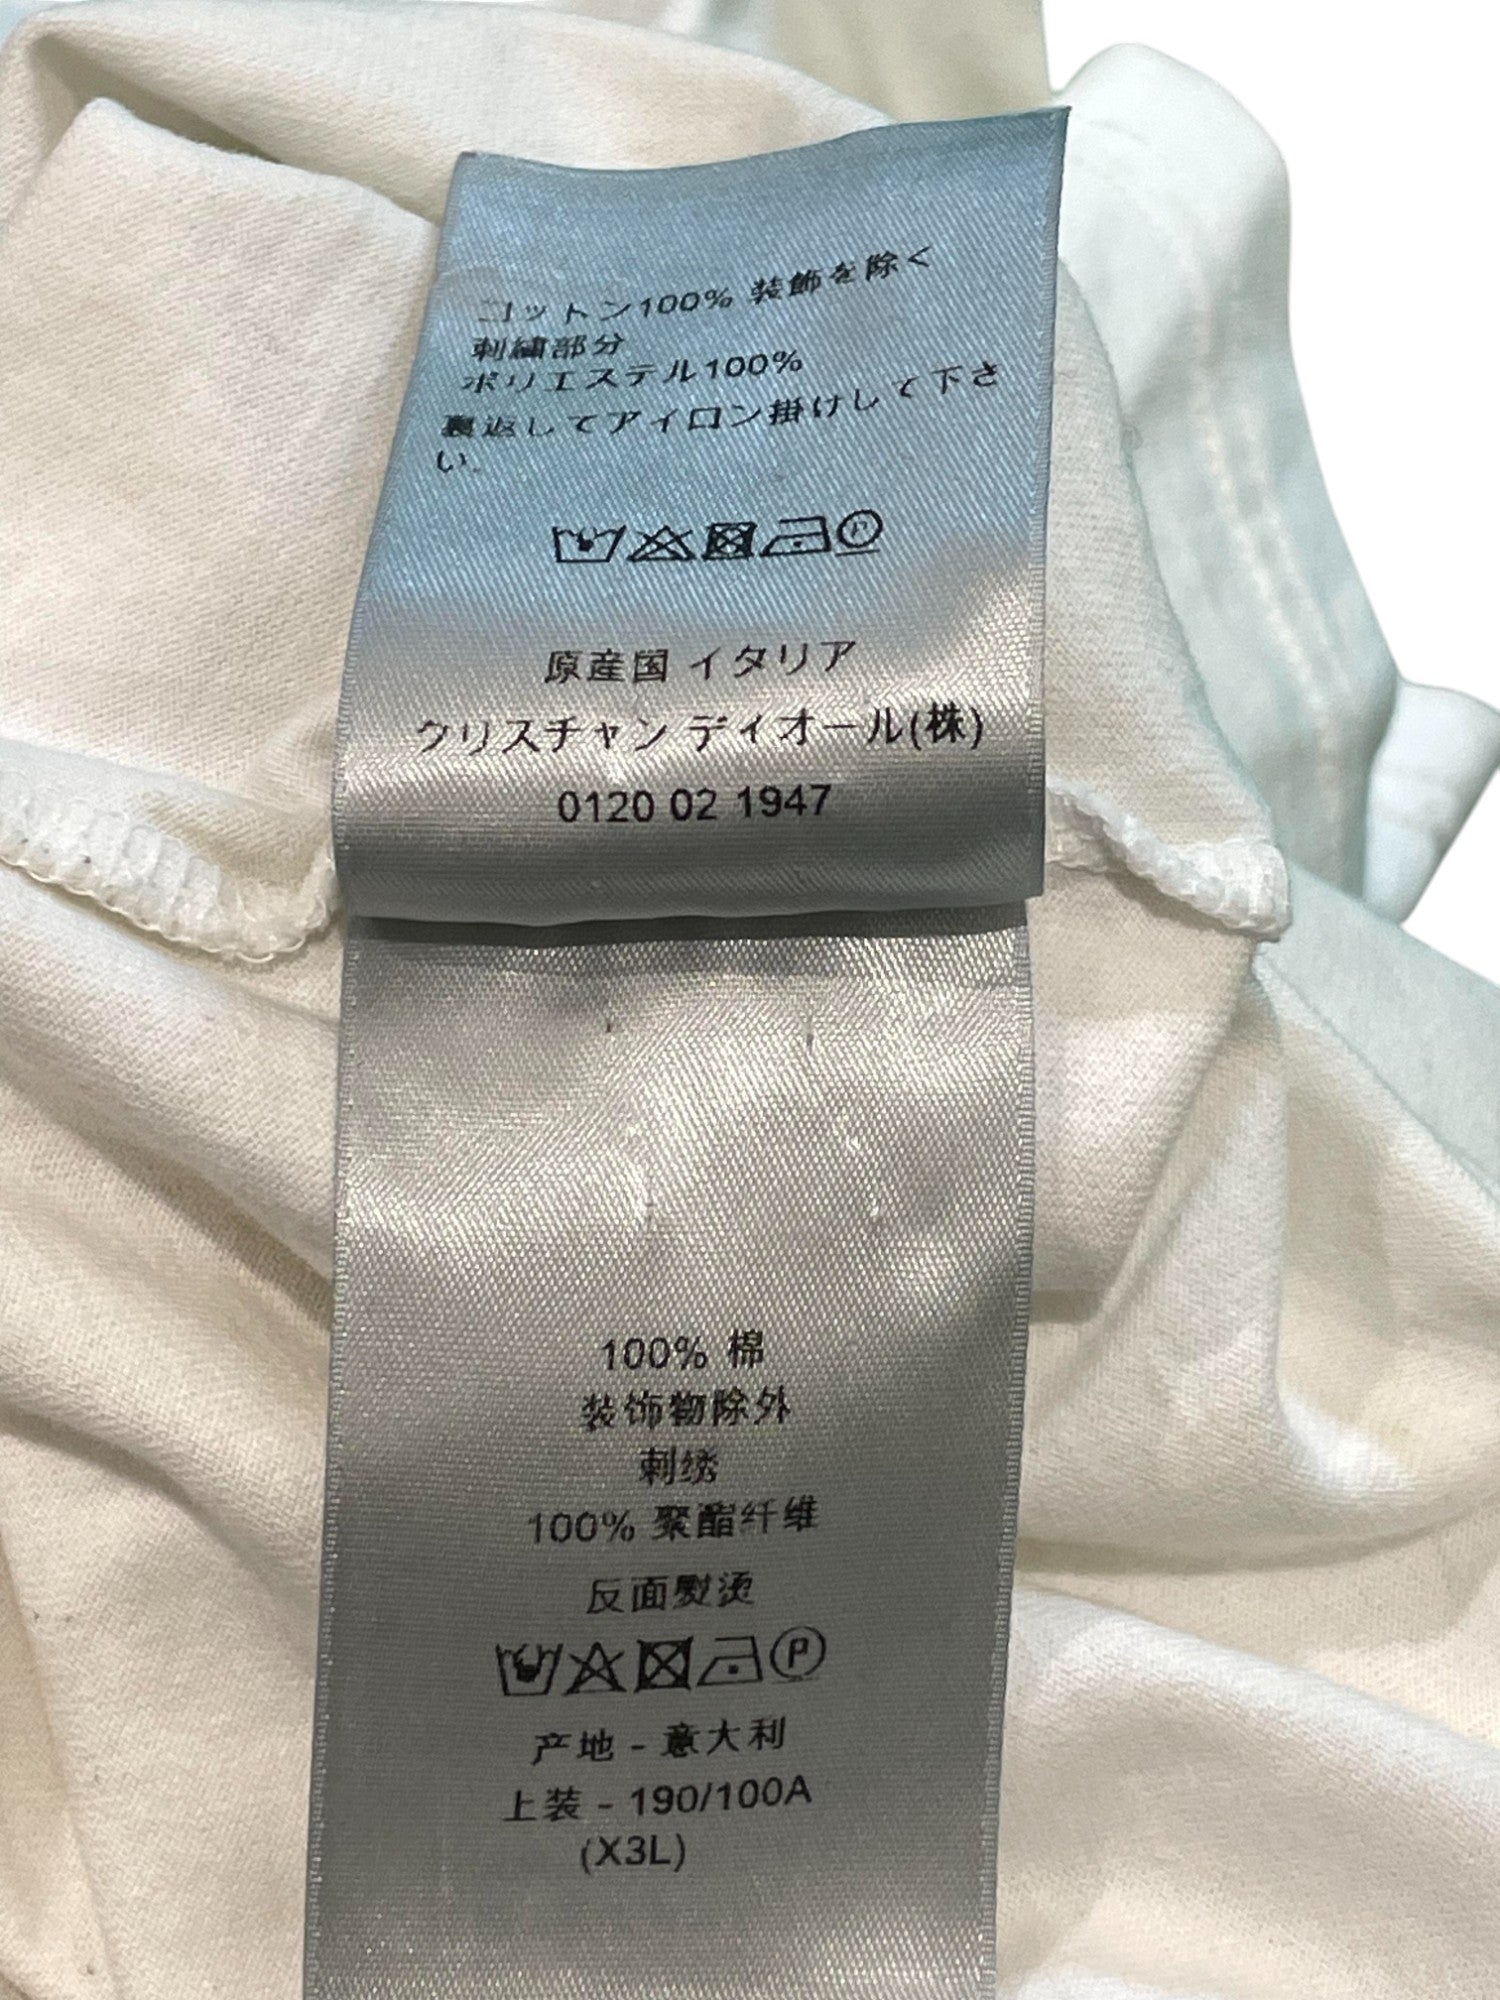 コットン100% 装飾を除く
刺繍部分
ポリエステル100%
裏返してアイロン掛けして下さ
い.
原産国 イタリア
クリスチャン ディオール(株)
0120 02 1947
100% 棉
装饰物除外
刺绣
100% 聚酯纤维
反面熨烫
产地 - 意大利
上装 - 190/100A
(X3L)